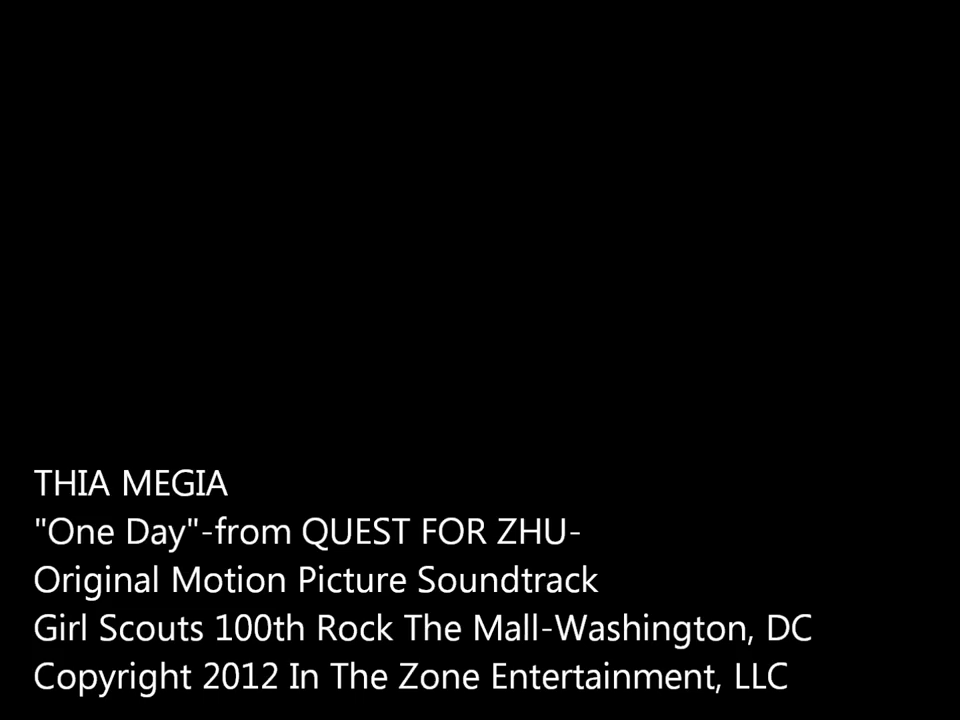 THIA MEGIA
"One Day"-from QUEST FOR ZHU-
Original Motion Picture Soundtrack
Girl Scouts 100th Rock The Mall-Washington, DC
Copyright 2012 In The Zone Entertainment, LLC